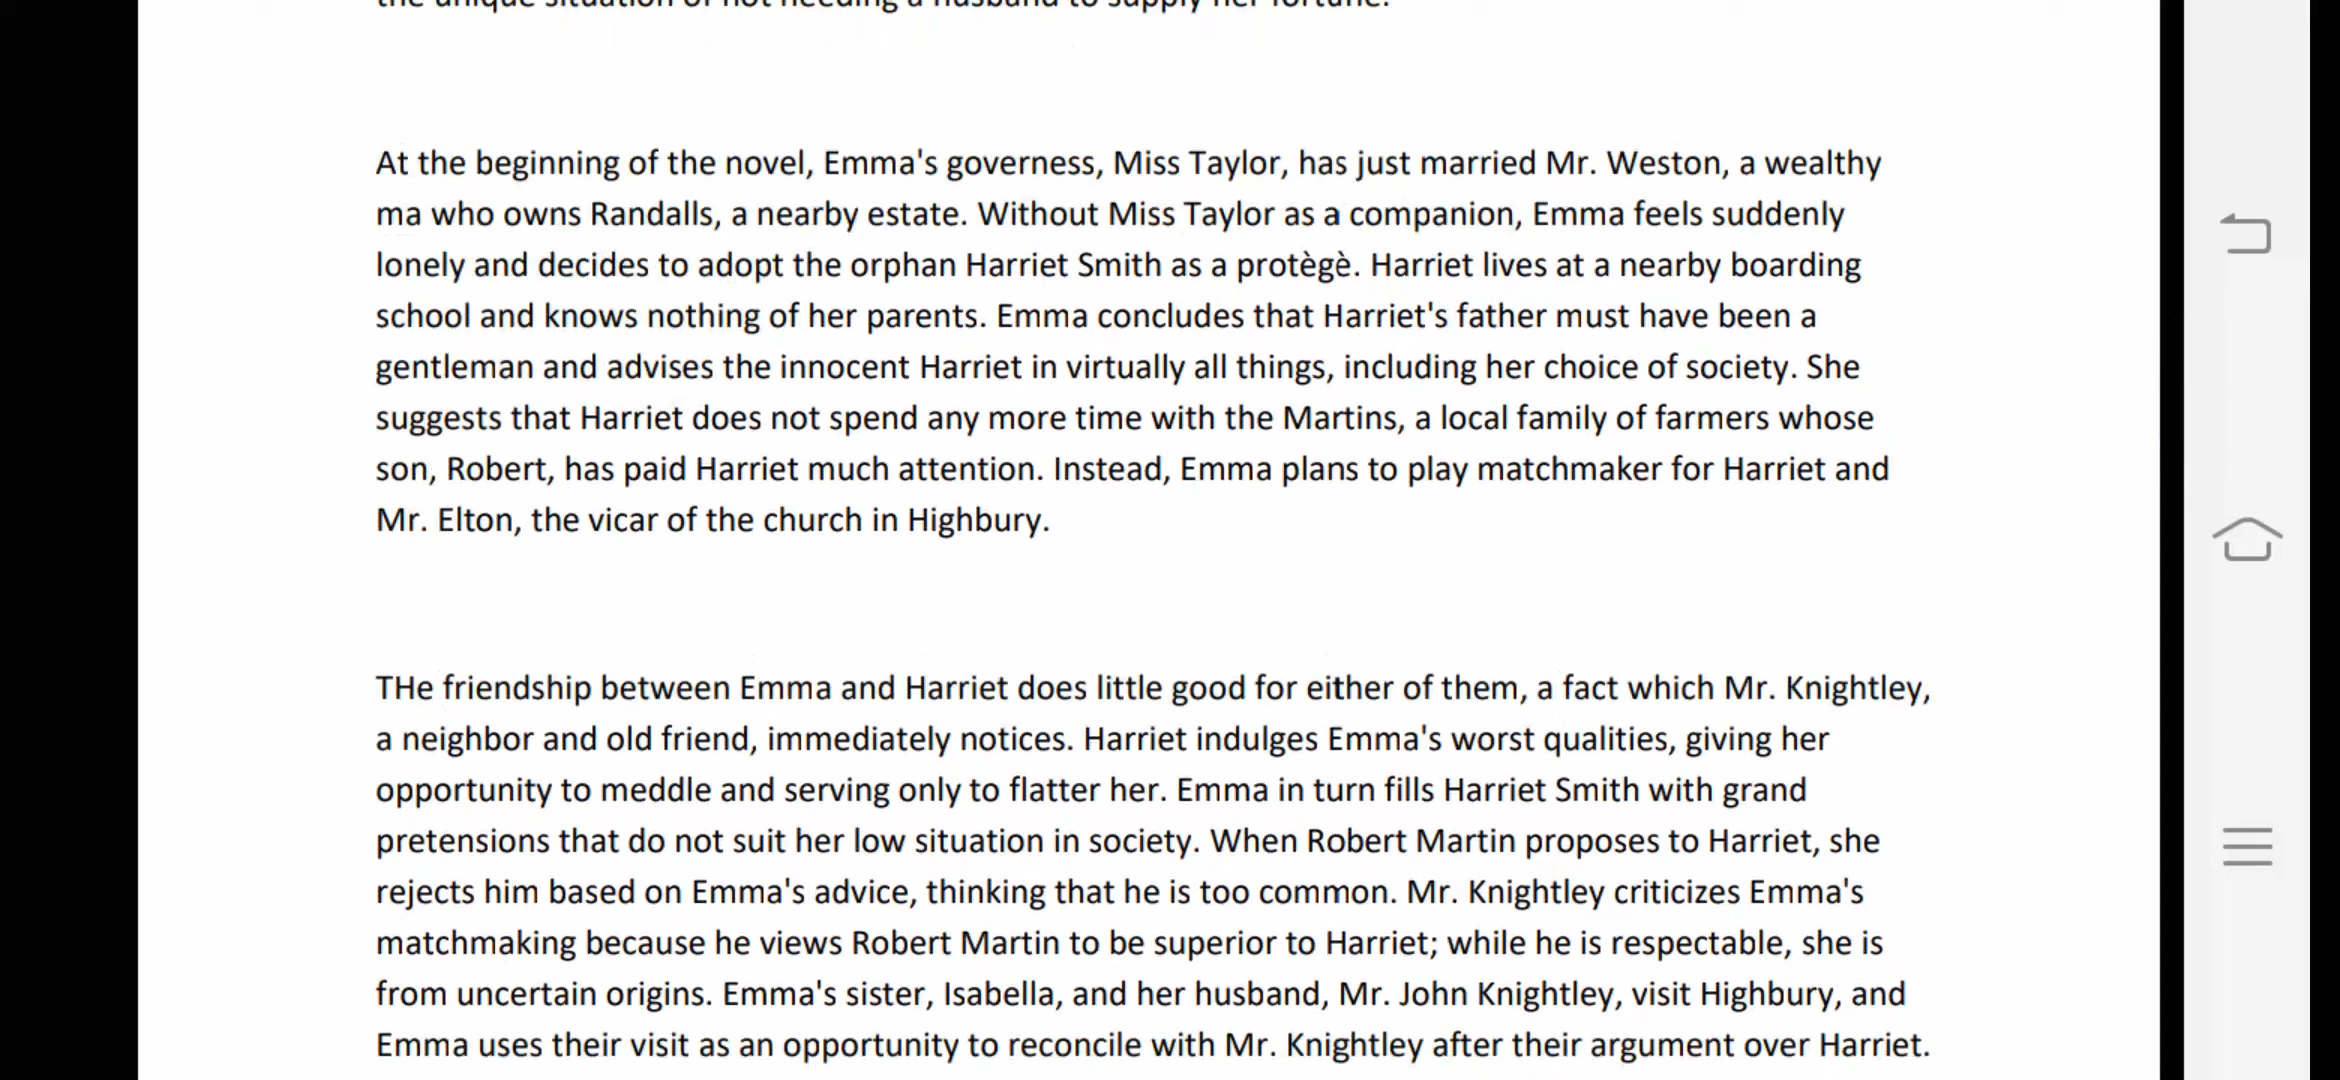 the unique situation of not needing a husband to supply her fortune.
At the beginning of the novel, Emma's governess, Miss Taylor, has just married Mr. Weston, a wealthy
ma who owns Randalls, a nearby estate. Without Miss Taylor as a companion, Emma feels suddenly
lonely and decides to adopt the orphan Harriet Smith as a protègè. Harriet lives at a nearby boarding
school and knows nothing of her parents. Emma concludes that Harriet's father must have been a
gentleman and advises the innocent Harriet in virtually all things, including her choice of society. She
suggests that Harriet does not spend any more time with the Martins, a local family of farmers whose
son, Robert, has paid Harriet much attention. Instead, Emma plans to play matchmaker for Harriet and
Mr. Elton, the vicar of the church in Highbury.
THe friendship between Emma and Harriet does little good for either of them, a fact which Mr. Knightley,
a neighbor and old friend, immediately notices. Harriet indulges Emma's worst qualities, giving her
opportunity to meddle and serving only to flatter her. Emma in turn fills Harriet Smith with grand
pretensions that do not suit her low situation in society. When Robert Martin proposes to Harriet, she
rejects him based on Emma's advice, thinking that he is too common. Mr. Knightley criticizes Emma's
matchmaking because he views Robert Martin to be superior to Harriet; while he is respectable, she is
from uncertain origins. Emma's sister, Isabella, and her husband, Mr. John Knightley, visit Highbury, and
Emma uses their visit as an opportunity to reconcile with Mr. Knightley after their argument over Harriet.